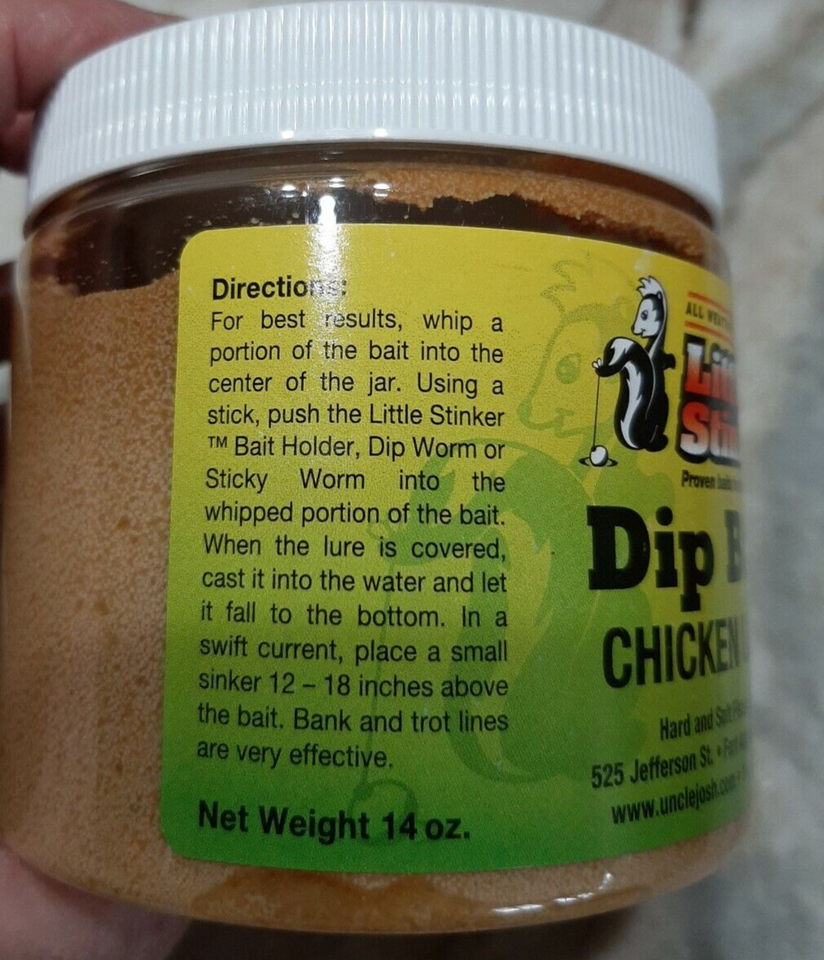 Directions:
For best results, whip a
portion of the bait into the
center of the jar. Using a
stick, push the Little Stinker
™ Bait Holder, Dip Worm or
Sticky Worm into the
whipped portion of the bait.
When the lure is covered,
cast it into the water and let
it fall to the bottom. In a
swift current, place a small
sinker 12 – 18 inches above
the bait. Bank and trot lines
are very effective.
Net Weight 14 oz.
ALL
Proven
Dip
CHICKEN
Hard and
525 Jefferson St. •
www.unclejosh.com